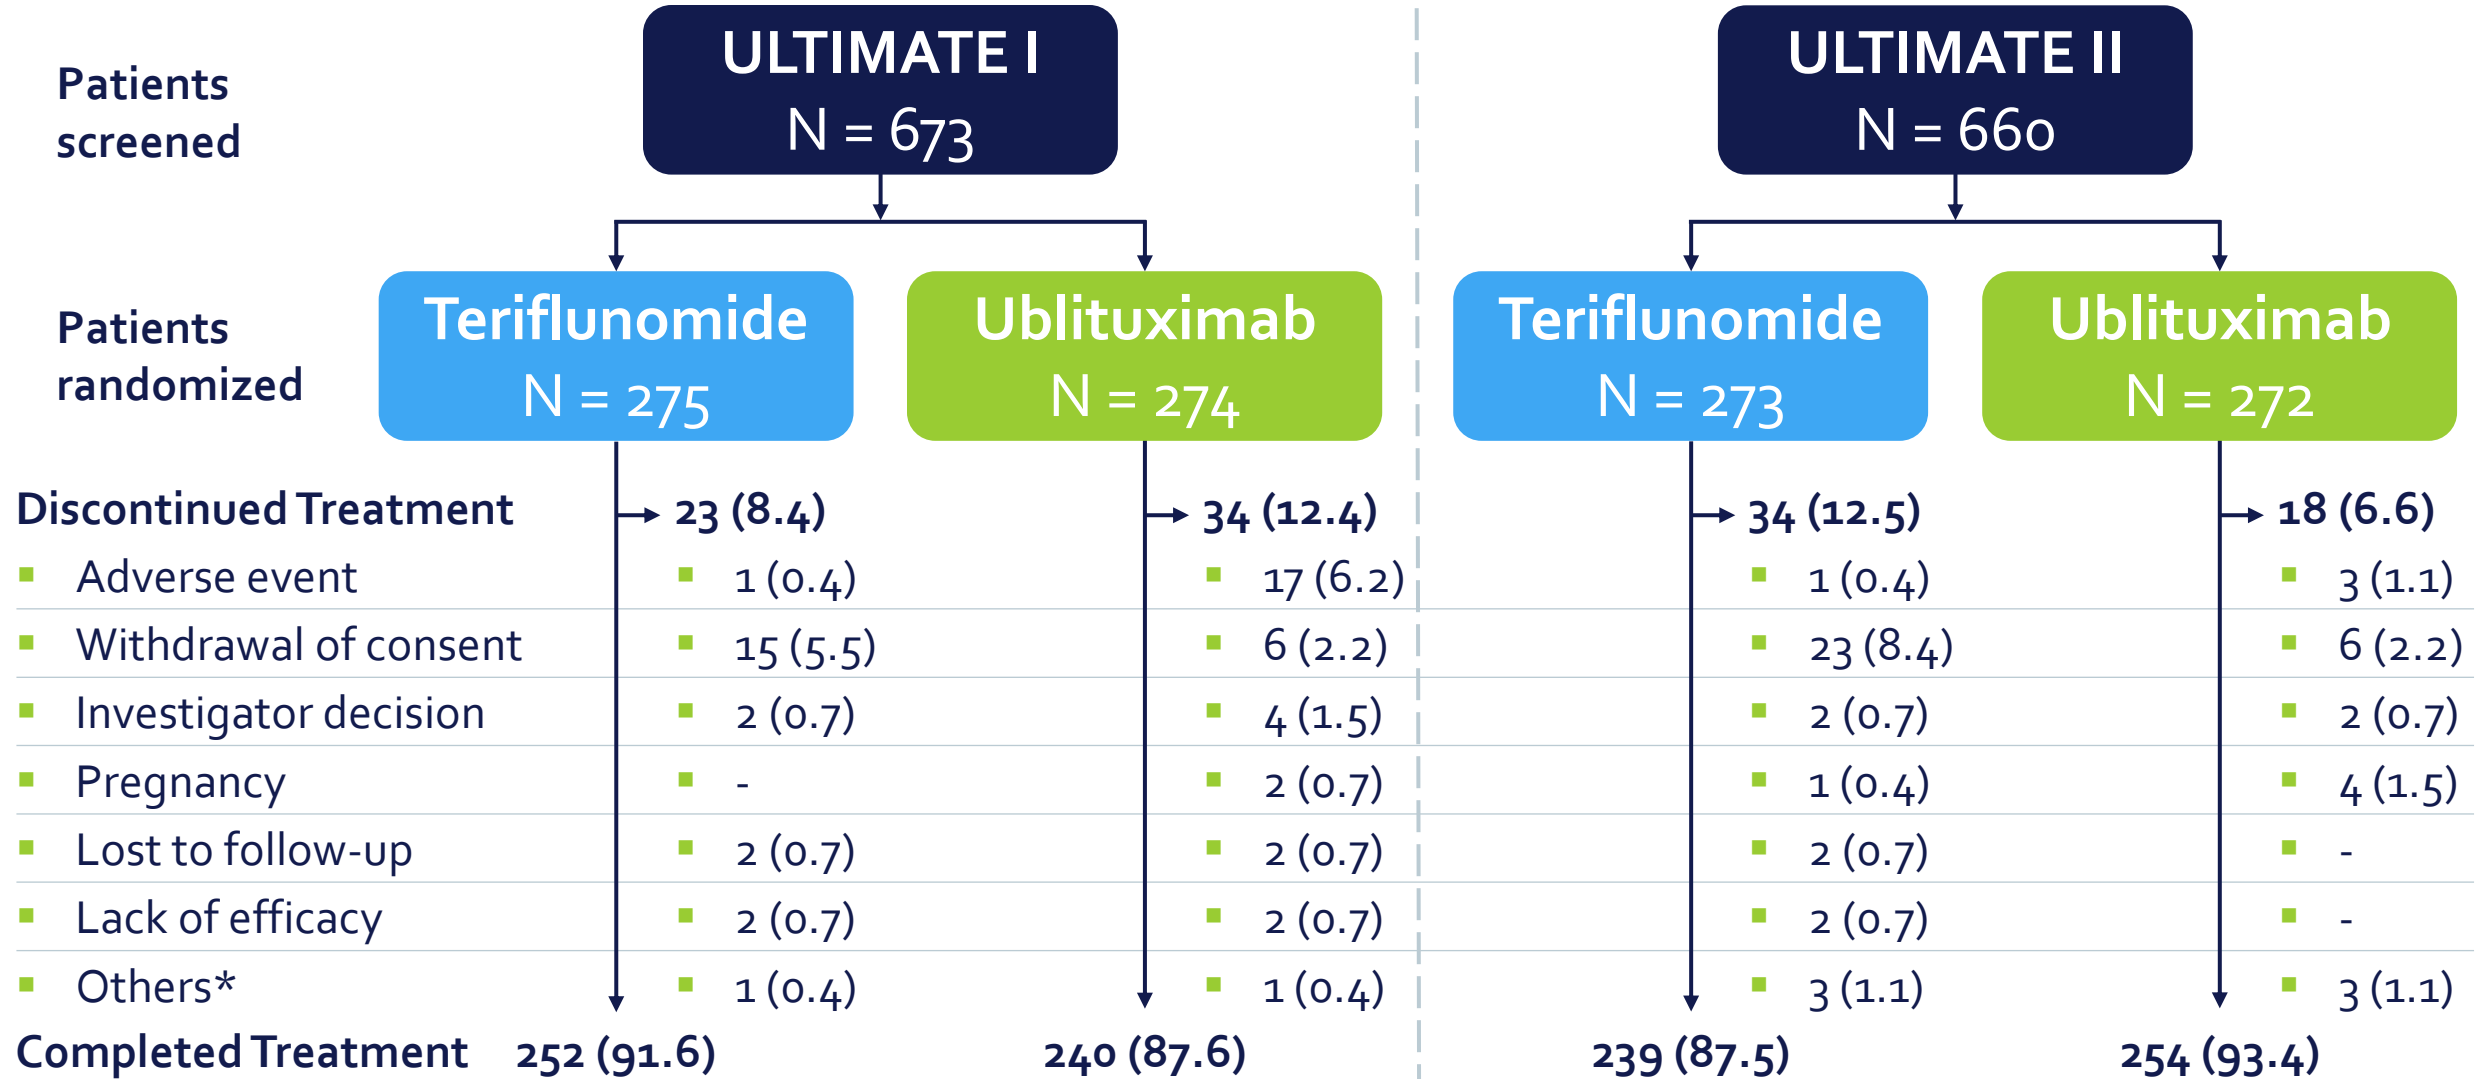 ULTIMATE I
N = 673
ULTIMATE II
N = 660
Patients
screened
Patients
randomized
Teriflunomide
N = 275
Ublituximab
N = 274
Teriflunomide
N = 273
Ublituximab
N = 272
Discontinued Treatment 23 (8.4) 34 (12.4) 34 (12.5) 18 (6.6)
▪ Adverse event ▪ 1 (0.4) ▪ 17 (6.2) ▪ 1 (0.4) ▪ 3 (1.1)
▪ Withdrawal of consent ▪ 15 (5.5) ▪ 6 (2.2) ▪ 23 (8.4) ▪ 6 (2.2)
▪ Investigator decision ▪ 2 (0.7) ▪ 4 (1.5) ▪ 2 (0.7) ▪ 2 (0.7)
▪ Pregnancy ▪ - ▪ 2 (0.7) ▪ 1 (0.4) ▪ 4 (1.5)
▪ Lost to follow-up ▪ 2 (0.7) ▪ 2 (0.7) ▪ 2 (0.7) ▪ -
▪ Lack of efficacy ▪ 2 (0.7) ▪ 2 (0.7) ▪ 2 (0.7) ▪ -
▪ Others* ▪ 1 (0.4) ▪ 1 (0.4) ▪ 3 (1.1) ▪ 3 (1.1)
Completed Treatment 252 (91.6) 240 (87.6) 239 (87.5) 254 (93.4)